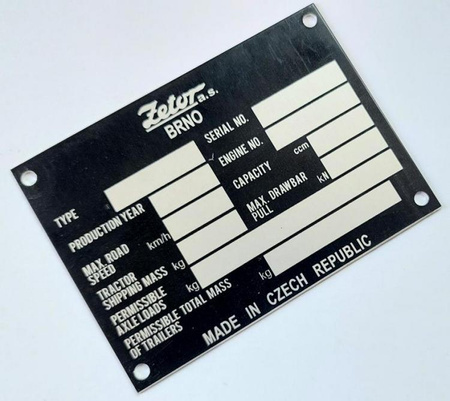 Zetor a.s.
BRNO
TYPE
SERIAL NO.
PRODUCTION YEAR
ENGINE NO.
MAX. ROAD
SPEED
km/h
CAPACITY
ccm
TRACTOR
SHIPPING MASS
kg
MAX. DRAWBAR
PULL
kN
PERMISSIBLE
AXLE LOADS
kg
PERMISSIBLE TOTAL MASS
OF TRAILERS
kg
MADE IN CZECH REPUBLIC